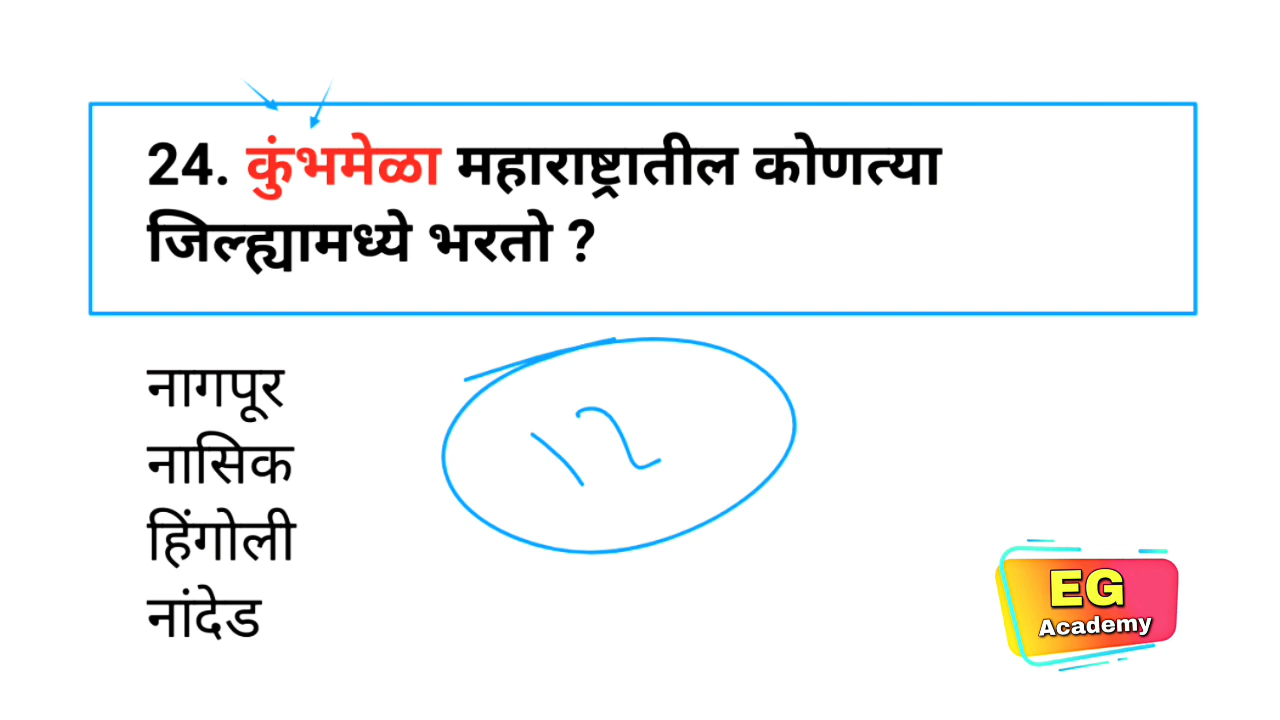 24. कुंभमेळा महाराष्ट्रातील कोणत्या
जिल्ह्यामध्ये भरतो ?
नागपूर
नासिक
हिंगोली
नांदेड
12
EG
Academy